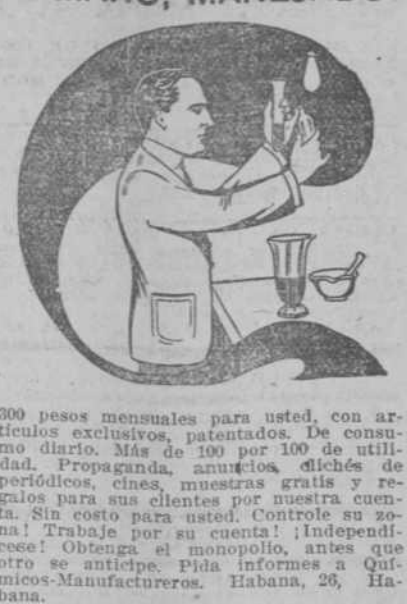 300 pesos mensuales para usted, con ar-
tículos exclusivos, patentados. De consu-
mo diario. Más de 100 por 100 de utili-
dad. Propaganda, anuncios, clichés de
periódicos, cines, muestras gratis y re-
galos para sus clientes por nuestra cuen-
ta. Sin costo para usted. Controle su zo-
na! Trabaje por su cuenta! ¡Independí-
cese! Obtenga el monopolio, antes que
otro se anticipe. Pida informes a Quí-
micos-Manufactureros. Habana, 26, Ha-
bana.